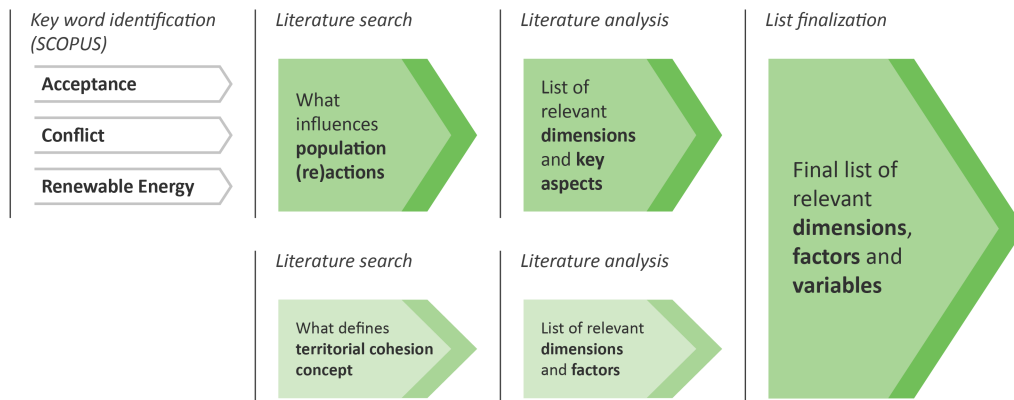 Key word identification
(SCOPUS)
Acceptance
Conflict
Renewable Energy
Literature search
What
influences
population
(re)actions
Literature analysis
List of
relevant
dimensions
and key
aspects
Literature search
What defines
territorial cohesion
concept
Literature analysis
List of relevant
dimensions
and factors
List finalization
Final list of
relevant
dimensions,
factors and
variables